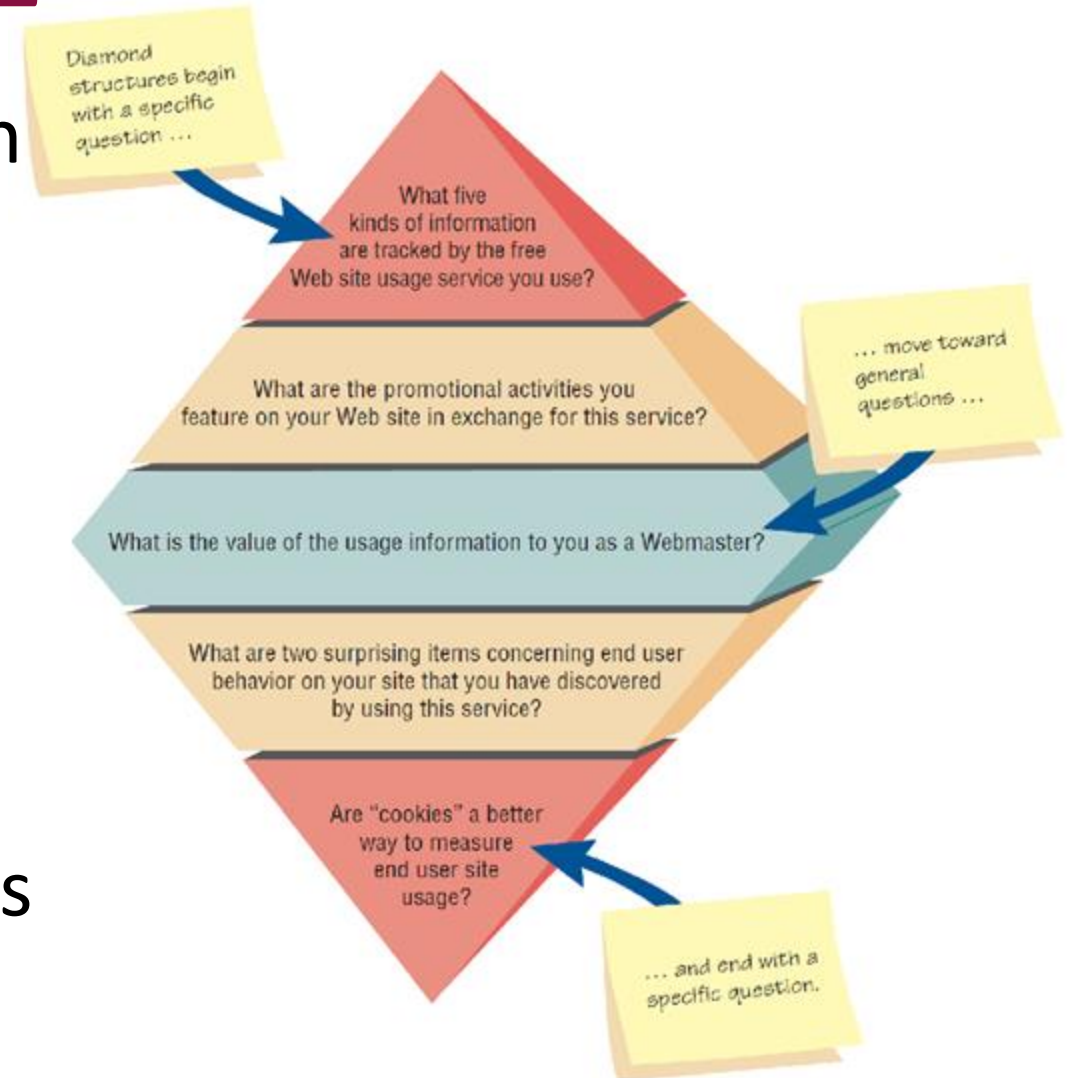 Diamond
structures begin
with a specific
question ...
n
What five
kinds of information
are tracked by the free
Web site usage service you use?
... move toward
general
questions ...
What are the promotional activities you
feature on your Web site in exchange for this service?
What is the value of the usage information to you as a Webmaster?
What are two surprising items concerning end user
behavior on your site that you have discovered
by using this service?
Are "cookies" a better
way to measure
end user site
usage?
s
... and end with a
specific question.